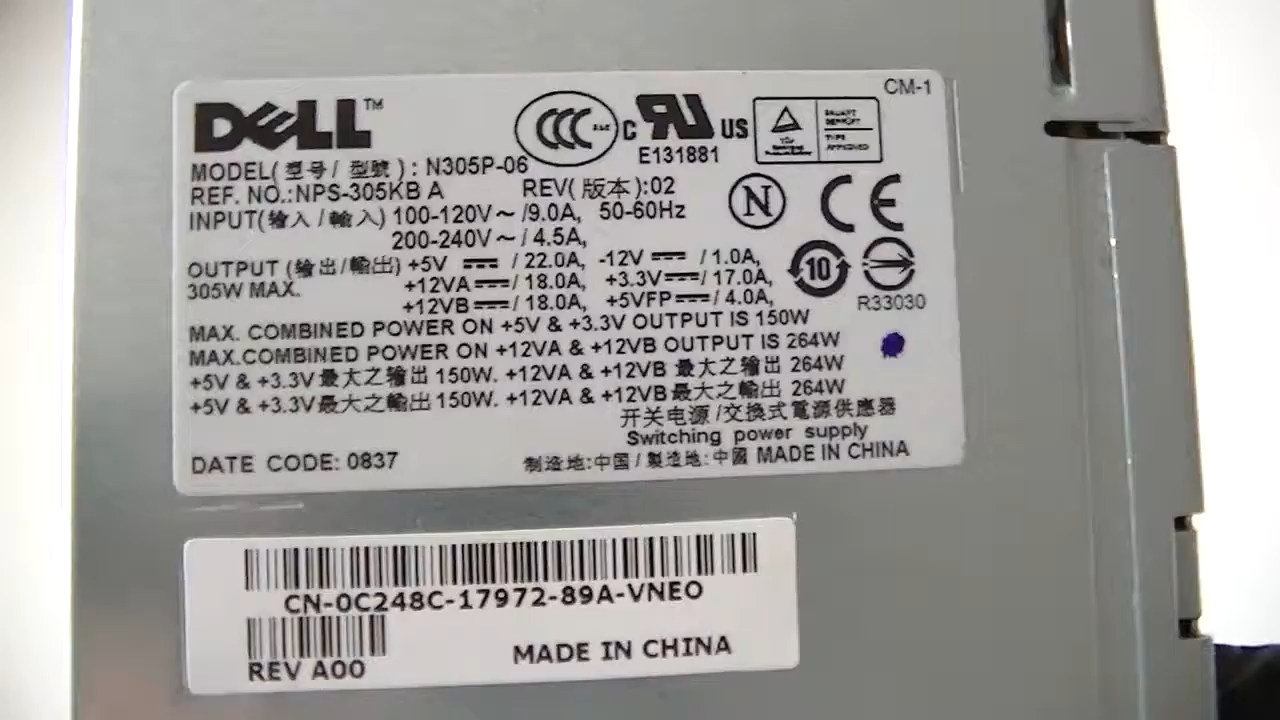 CM-1
DELL™
CCC
C UR US
E131881
TYPE APPROVED
MODEL(型号/ 型號): N305P-06
REF. NO.:NPS-305KB A REV(版本):02
N CE
INPUT(输入/輸入) 100-120V～/9.0A, 50-60Hz
200-240V～/4.5A,
10
OUTPUT (输出/輸出) +5V ⎓ / 22.0A, -12V ⎓ / 1.0A,
305W MAX. +12VA⎓/ 18.0A, +3.3V⎓/ 17.0A,
R33030
+12VB⎓/ 18.0A, +5VFP⎓/ 4.0A,
MAX. COMBINED POWER ON +5V & +3.3V OUTPUT IS 150W
MAX.COMBINED POWER ON +12VA & +12VB OUTPUT IS 264W
+5V & +3.3V最大之输出 150W. +12VA & +12VB 最大之输出 264W
+5V & +3.3V最大之輸出 150W. +12VA & +12VB最大之輸出 264W
开关电源 /交換式電源供應器
Switching power supply
DATE CODE: 0837 制造地:中国/製造地:中國 MADE IN CHINA
CN-0C248C-17972-89A-VNEO
REV A00 MADE IN CHINA